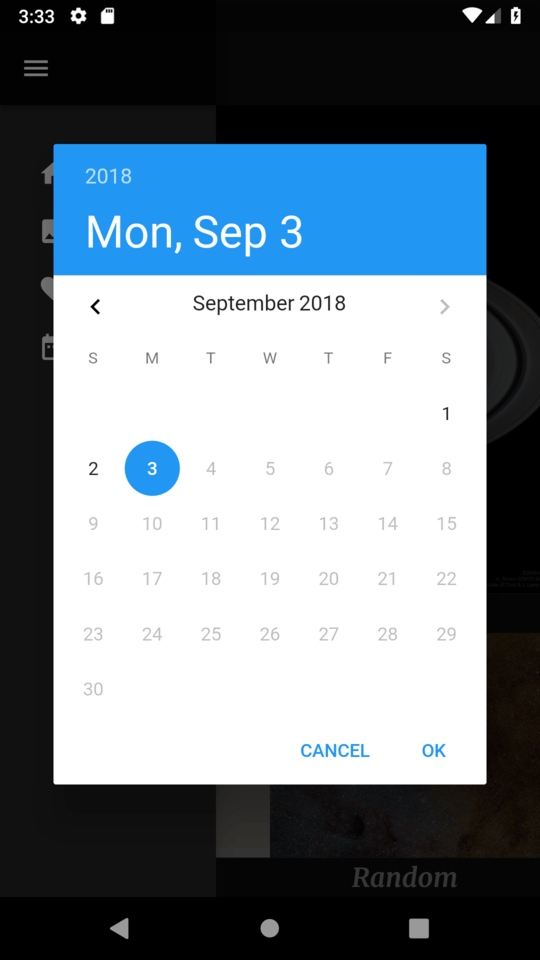 3:33
2018
Mon, Sep 3
September 2018
S M T W T F S
1
2 3 4 5 6 7 8
9 10 11 12 13 14 15
16 17 18 19 20 21 22
23 24 25 26 27 28 29
30
CANCEL OK
Random